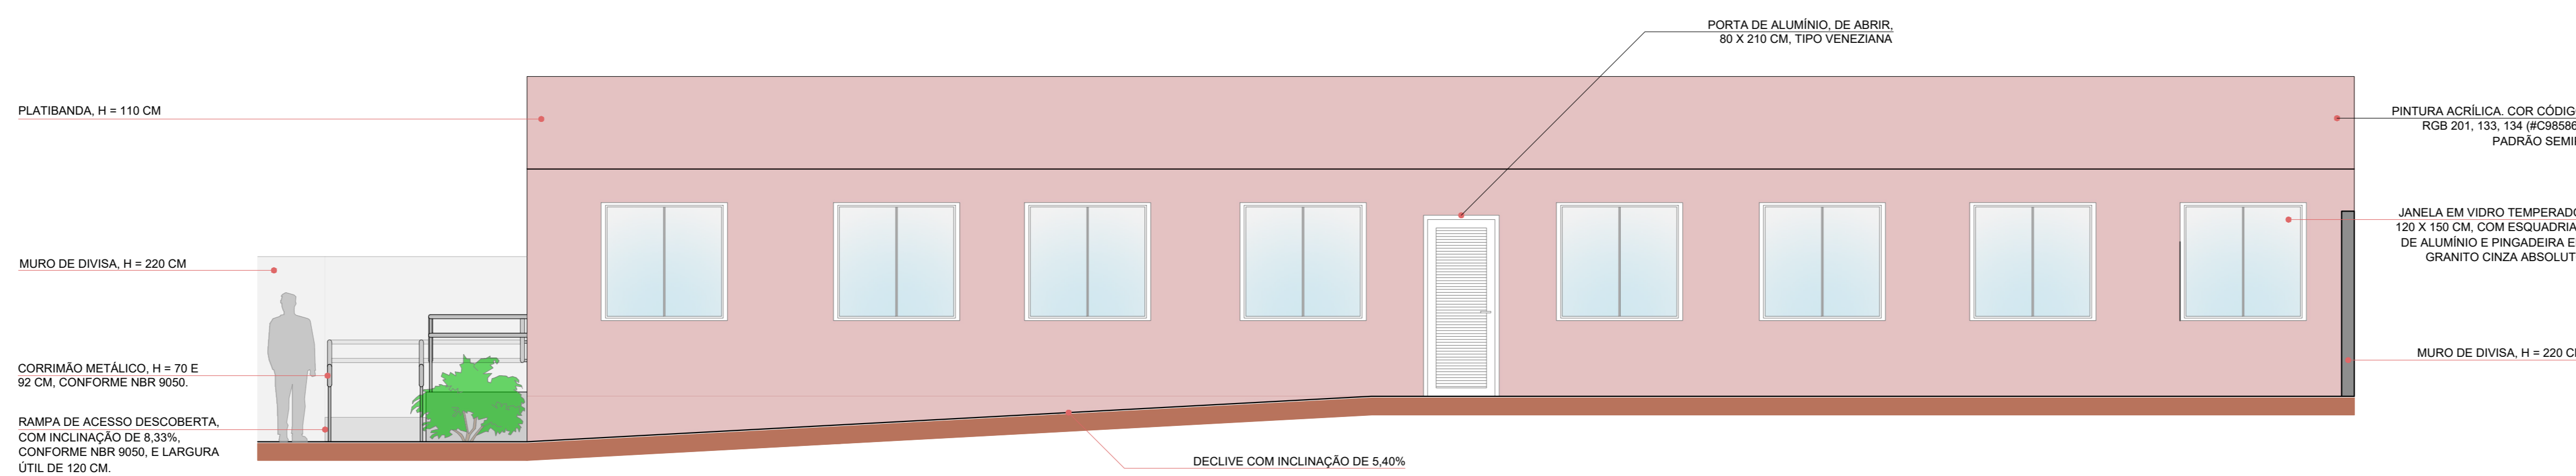 PORTA DE ALUMÍNIO, DE ABRIR,
80 X 210 CM, TIPO VENEZIANA
PLATIBANDA, H = 110 CM
PINTURA ACRÍLICA. COR CÓDIG
RGB 201, 133, 134 (#C98586
PADRÃO SEMI
MURO DE DIVISA, H = 220 CM
JANELA EM VIDRO TEMPERADO
120 X 150 CM, COM ESQUADRIA
DE ALUMÍNIO E PINGADEIRA E
GRANITO CINZA ABSOLUT
MURO DE DIVISA, H = 220 C
CORRIMÃO METÁLICO, H = 70 E
92 CM, CONFORME NBR 9050.
RAMPA DE ACESSO DESCOBERTA,
COM INCLINAÇÃO DE 8,33%,
CONFORME NBR 9050, E LARGURA
ÚTIL DE 120 CM.
DECLIVE COM INCLINAÇÃO DE 5,40%